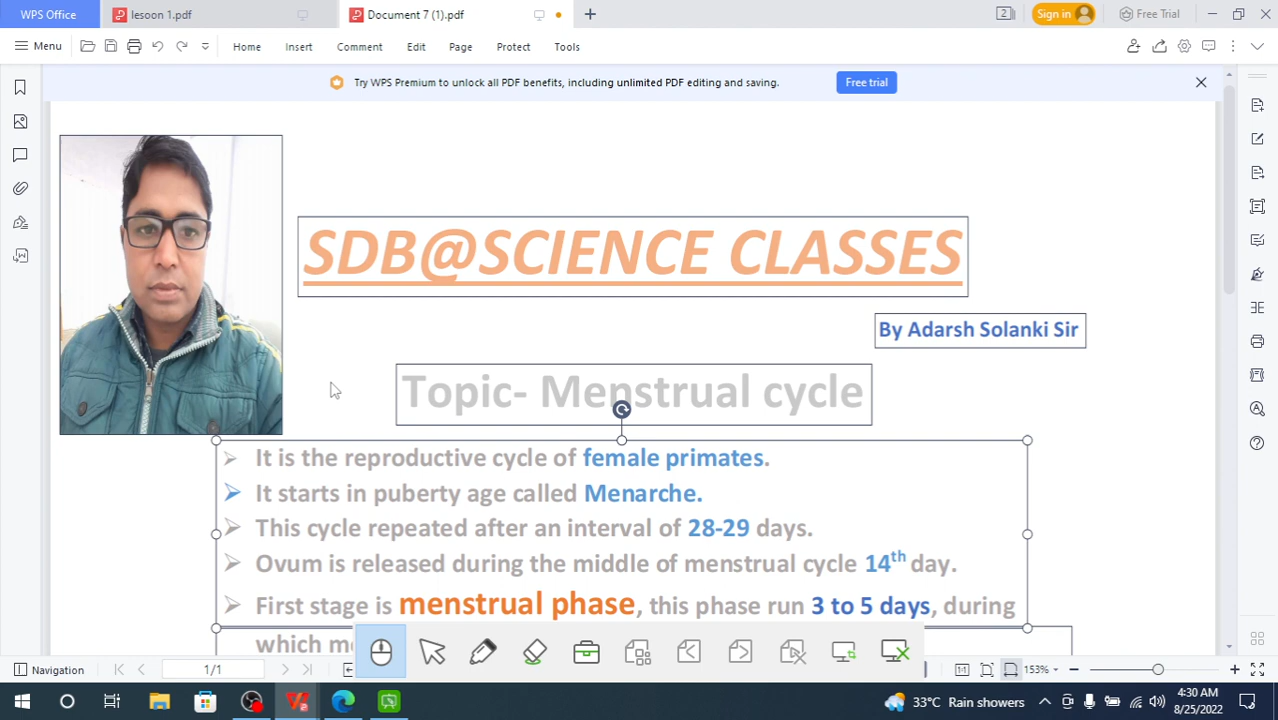 WPS Office
lesoon 1.pdf
Document 7 (1).pdf
2
Sign in
Free Trial
Menu
Home
Insert
Comment
Edit
Page
Protect
Tools
Try WPS Premium to unlock all PDF benefits, including unlimited PDF editing and saving.
Free trial
SDB@SCIENCE CLASSES
By Adarsh Solanki Sir
Topic- Menstrual cycle
It is the reproductive cycle of female primates.
It starts in puberty age called Menarche.
This cycle repeated after an interval of 28-29 days.
Ovum is released during the middle of menstrual cycle 14th day.
First stage is menstrual phase, this phase run 3 to 5 days, during
which
Navigation
1/1
1:1
153%
33°C Rain showers
4:30 AM
8/25/2022